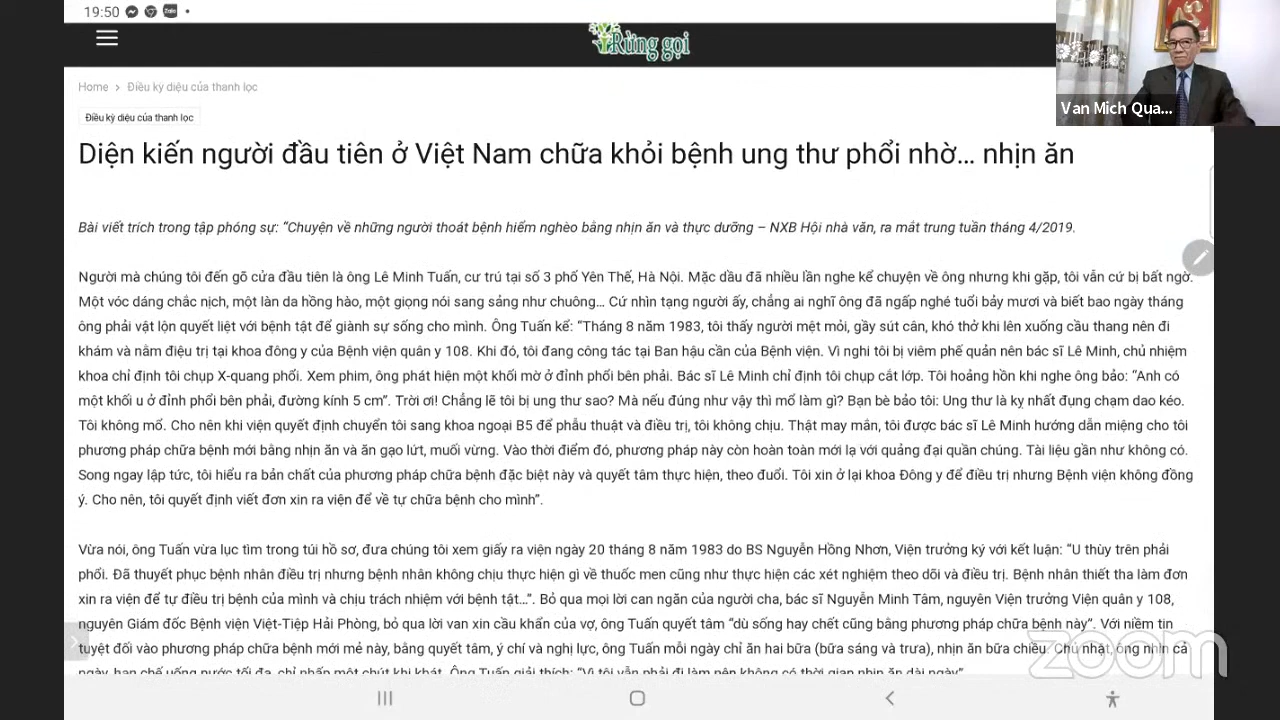 19:50
Rừng gọi
Van Mich Qua...
Home > Điều kỳ diệu của thanh lọc
Điều kỳ diệu của thanh lọc
Diện kiến người đầu tiên ở Việt Nam chữa khỏi bệnh ung thư phổi nhờ... nhịn ăn
Bài viết trích trong tập phóng sự: “Chuyện về những người thoát bệnh hiểm nghèo bằng nhịn ăn và thực dưỡng – NXB Hội nhà văn, ra mắt trung tuần tháng 4/2019.
Người mà chúng tôi đến gõ cửa đầu tiên là ông Lê Minh Tuấn, cư trú tại số 3 phố Yên Thế, Hà Nội. Mặc dầu đã nhiều lần nghe kể chuyện về ông nhưng khi gặp, tôi vẫn cứ bị bất ngờ.
Một vóc dáng chắc nịch, một làn da hồng hào, một giọng nói sang sảng như chuông... Cứ nhìn tạng người ấy, chẳng ai nghĩ ông đã ngấp nghé tuổi bảy mươi và biết bao ngày tháng
ông phải vật lộn quyết liệt với bệnh tật để giành sự sống cho mình. Ông Tuấn kể: “Tháng 8 năm 1983, tôi thấy người mệt mỏi, gầy sút cân, khó thở khi lên xuống cầu thang nên đi
khám và nằm điệu trị tại khoa đông y của Bệnh viện quân y 108. Khi đó, tôi đang công tác tại Ban hậu cần của Bệnh viện. Vì nghi tôi bị viêm phế quản nên bác sĩ Lê Minh, chủ nhiệm
khoa chỉ định tôi chụp X-quang phổi. Xem phim, ông phát hiện một khối mờ ở đỉnh phổi bên phải. Bác sĩ Lê Minh chỉ định tôi chụp cắt lớp. Tôi hoảng hồn khi nghe ông bảo: “Anh có
một khối u ở đỉnh phổi bên phải, đường kính 5 cm”. Trời ơi! Chẳng lẽ tôi bị ung thư sao? Mà nếu đúng như vậy thì mổ làm gì? Bạn bè bảo tôi: Ung thư là kỵ nhất đụng chạm dao kéo.
Tôi không mổ. Cho nên khi viện quyết định chuyển tôi sang khoa ngoại B5 để phẫu thuật và điều trị, tôi không chịu. Thật may mắn, tôi được bác sĩ Lê Minh hướng dẫn miệng cho tôi
phương pháp chữa bệnh mới bằng nhịn ăn và ăn gạo lứt, muối vừng. Vào thời điểm đó, phương pháp này còn hoàn toàn mới lạ với quảng đại quần chúng. Tài liệu gần như không có.
Song ngay lập tức, tôi hiểu ra bản chất của phương pháp chữa bệnh đặc biệt này và quyết tâm thực hiện, theo đuổi. Tôi xin ở lại khoa Đông y để điều trị nhưng Bệnh viện không đồng
ý. Cho nên, tôi quyết định viết đơn xin ra viện để về tự chữa bệnh cho mình”.
Vừa nói, ông Tuấn vừa lục tìm trong túi hồ sơ, đưa chúng tôi xem giấy ra viện ngày 20 tháng 8 năm 1983 do BS Nguyễn Hồng Nhơn, Viện trưởng ký với kết luận: “U thùy trên phải
phổi. Đã thuyết phục bệnh nhân điều trị nhưng bệnh nhân không chịu thực hiện gì về thuốc men cũng như thực hiện các xét nghiệm theo dõi và điều trị. Bệnh nhân thiết tha làm đơn
xin ra viện để tự điều trị bệnh của mình và chịu trách nhiệm với bệnh tật...”. Bỏ qua mọi lời can ngăn của người cha, bác sĩ Nguyễn Minh Tâm, nguyên Viện trưởng Viện quân y 108,
nguyên Giám đốc Bệnh viện Việt-Tiệp Hải Phòng, bỏ qua lời van xin cầu khẩn của vợ, ông Tuấn quyết tâm “dù sống hay chết cũng bằng phương pháp chữa bệnh này”. Với niềm tin
tuyệt đối vào phương pháp chữa bệnh mới mẻ này, bằng quyết tâm, ý chí và nghị lực, ông Tuấn mỗi ngày chỉ ăn hai bữa (bữa sáng và trưa), nhịn ăn bữa chiều. Chủ nhật, ông nhịn cả
ngày, hạn chế uống nước tối đa, chỉ nhấp một chút khi khát. Ông Tuấn giải thích: “Vì tôi vẫn phải đi làm nên không có thời gian nhịn ăn dài ngày”
zoom